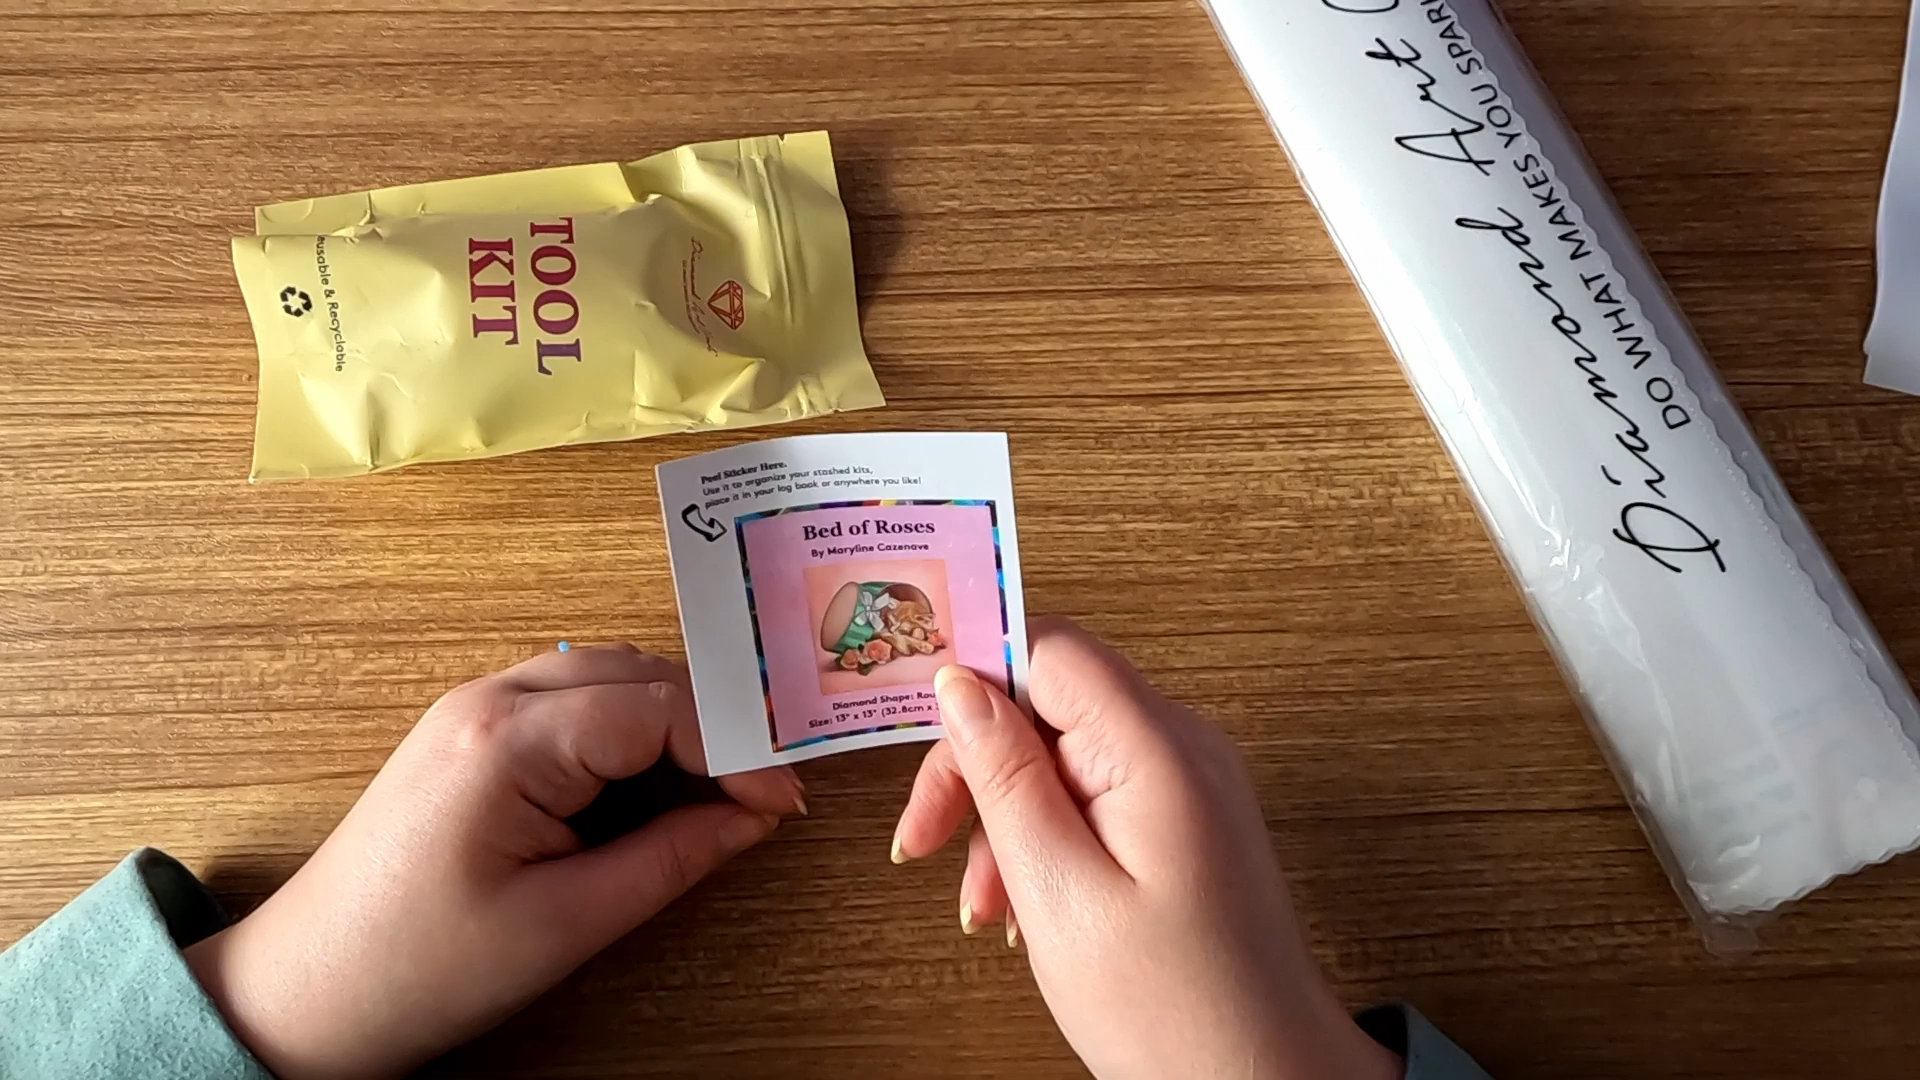 TOOL
KIT
Recyclable
Peel Sticker Here.
Use it to organize your stashed kits,
place it in your log book or anywhere you like!
Bed of Roses
By Maryline Cazenave
Diamond Shape:
Size: 13" x 13" (32.8cm x
Diamond Art
DO WHAT MAKES YOU